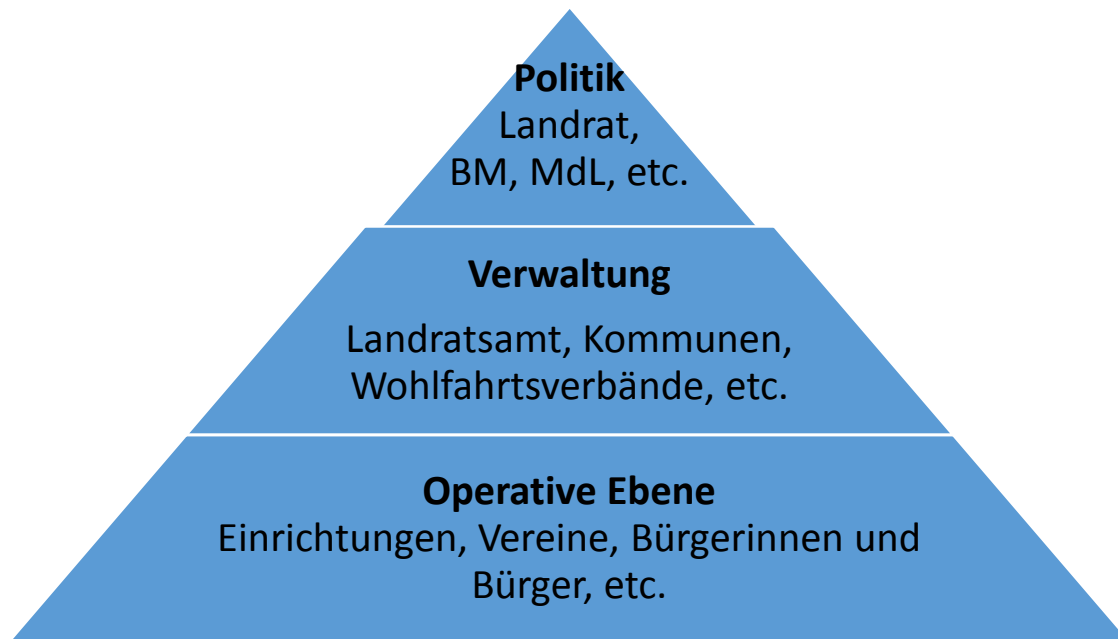 Politik
Landrat,
BM, MdL, etc.
Verwaltung
Landratsamt, Kommunen,
Wohlfahrtsverbände, etc.
Operative Ebene
Einrichtungen, Vereine, Bürgerinnen und
Bürger, etc.